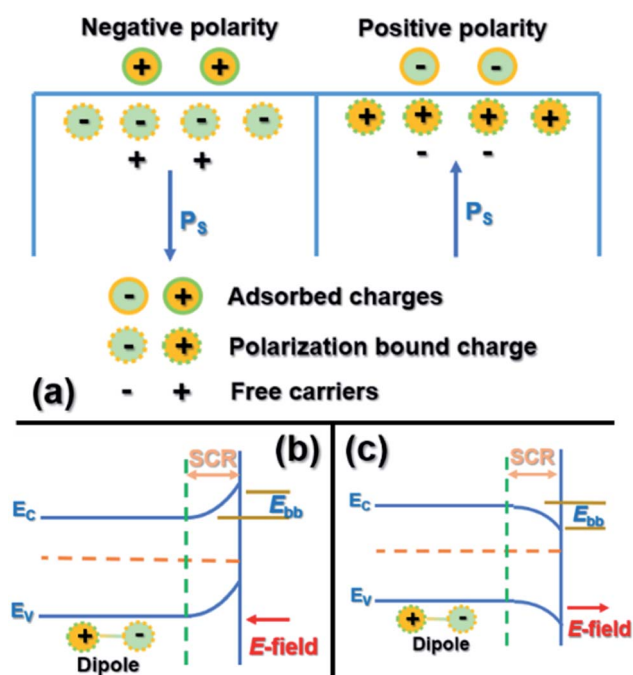 Negative polarity
Positive polarity
+ +
- -
- - - -
+ + + +
+ +
- -
P_S
P_S
- + Adsorbed charges
- + Polarization bound charge
- + Free carriers
(a)
SCR
(b)
E_C
E_bb
E_V
+ -
Dipole
E-field
(c)
SCR
E_C
E_bb
E_V
+ -
Dipole
E-field